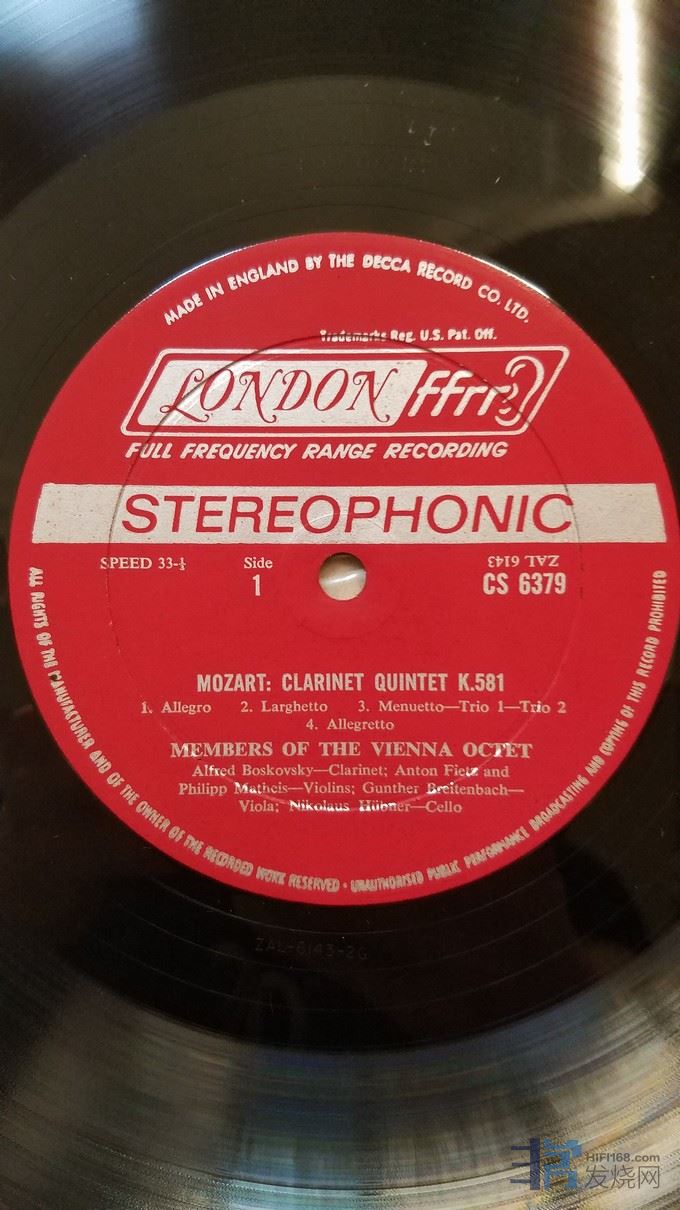 MADE IN ENGLAND BY THE DECCA RECORD CO. LTD.
Trademarks Reg. U.S. Pat. Off.
LONDON ffrr
FULL FREQUENCY RANGE RECORDING
STEREOPHONIC
SPEED 33-⅓ Side ZAL 6143
1 CS 6379
MOZART: CLARINET QUINTET K.581
1. Allegro 2. Larghetto 3. Menuetto—Trio 1—Trio 2
4. Allegretto
MEMBERS OF THE VIENNA OCTET
Alfred Boskovsky—Clarinet; Anton Fietz and
Philipp Matheis—Violins; Gunther Breitenbach—
Viola; Nikolaus Hübner—Cello
ALL RIGHTS OF THE MANUFACTURER AND OF THE OWNER OF THE RECORDED WORK RESERVED • UNAUTHORISED PUBLIC PERFORMANCE BROADCASTING AND COPYING OF THIS RECORD PROHIBITED
ZAL-6143-2G
HIFI168.com
发烧网